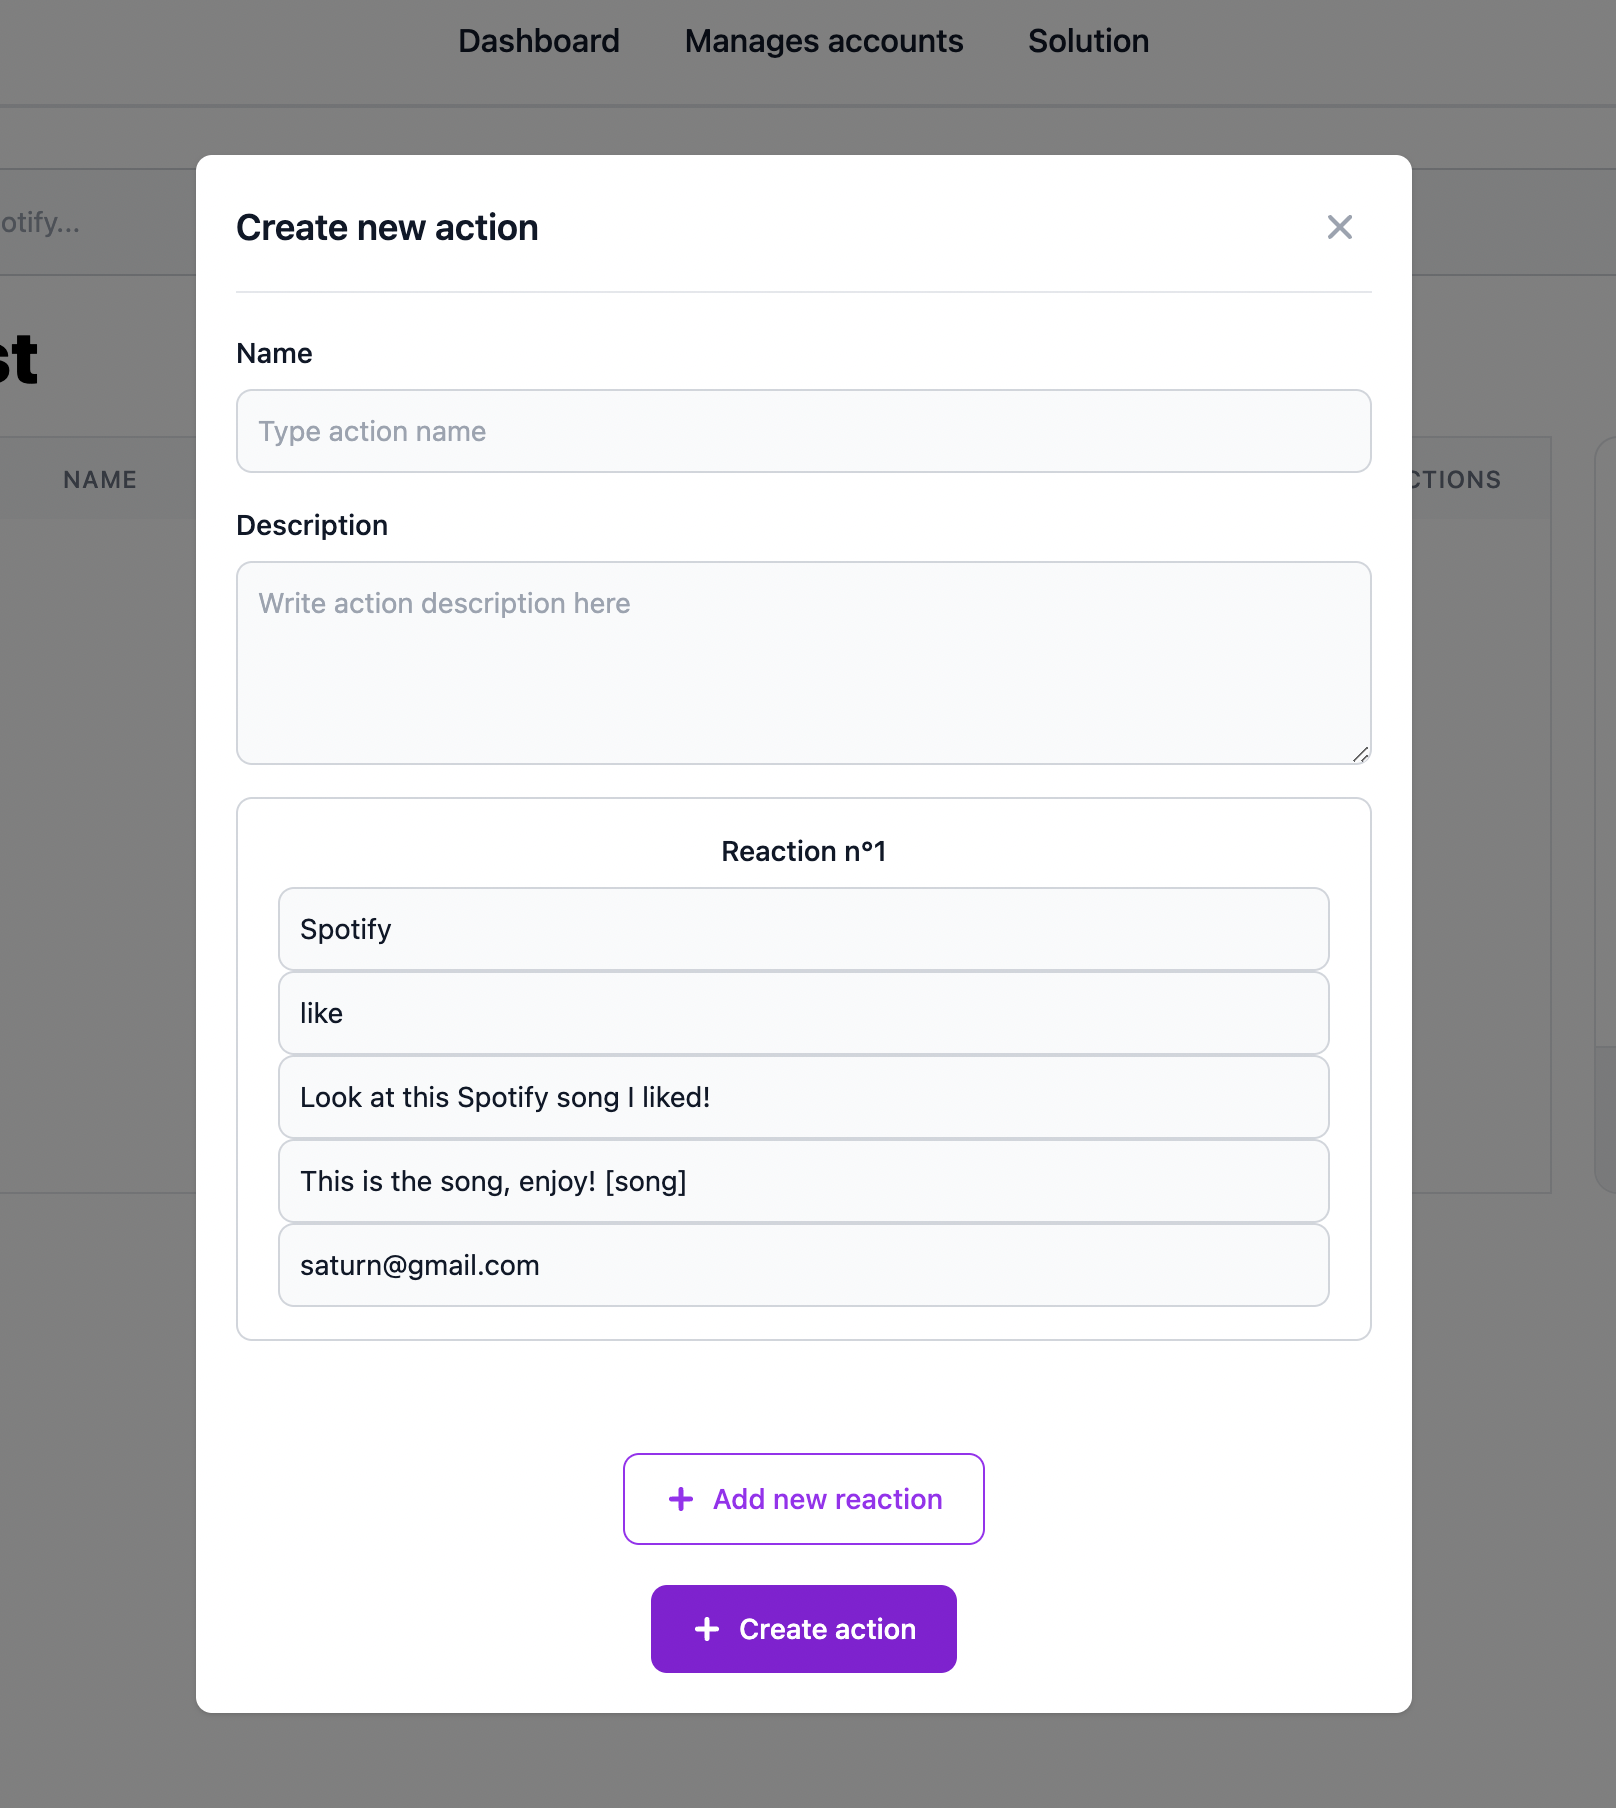 Dashboard Manages accounts Solution
otify...
st
NAME
CTIONS
Create new action
Name
Type action name
Description
Write action description here
Reaction nº1
Spotify
like
Look at this Spotify song I liked!
This is the song, enjoy! [song]
saturn@gmail.com
Add new reaction
Create action